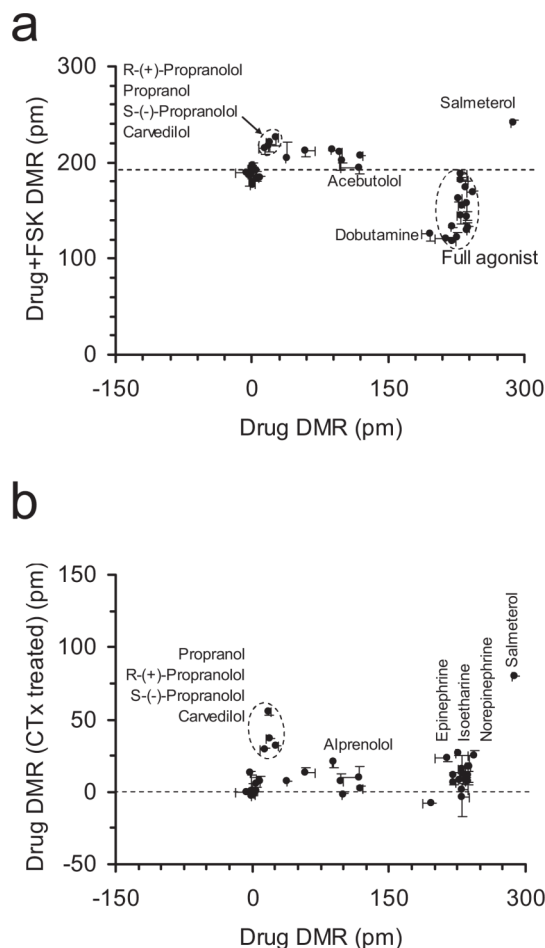 a
R-(+)-Propranolol
Propranol
S-(-)-Propranolol
Carvedilol
Salmeterol
Acebutolol
Dobutamine
Full agonist
Drug+FSK DMR (pm)
300
200
100
0
-150
0
150
300
Drug DMR (pm)
b
Propranol
R-(+)-Propranolol
S-(-)-Propranolol
Carvedilol
Alprenolol
Epinephrine
Isoetharine
Norepinephrine
Salmeterol
Drug DMR (CTx treated) (pm)
150
100
50
0
-50
-150
0
150
300
Drug DMR (pm)